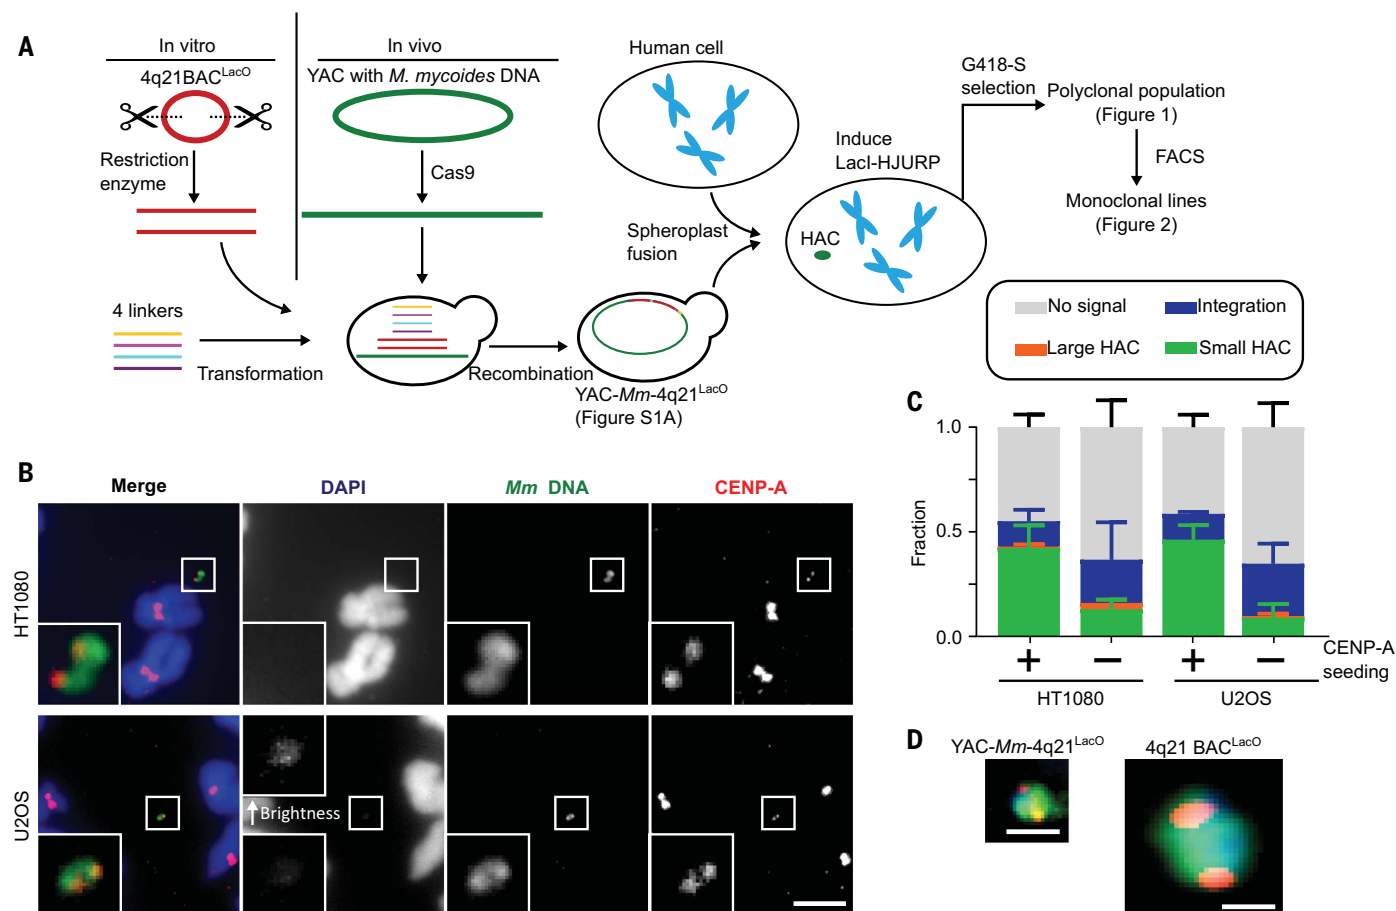 A
In vitro
4q21BACLacO
Restriction
enzyme
In vivo
YAC with M. mycoides DNA
Cas9
4 linkers
Transformation
Recombination
YAC-Mm-4q21LacO
(Figure S1A)
Human cell
Spheroplast
fusion
Induce
LacI-HJURP
HAC
G418-S
selection
Polyclonal population
(Figure 1)
FACS
Monoclonal lines
(Figure 2)
No signal
Integration
Large HAC
Small HAC
B
Merge
DAPI
Mm DNA
CENP-A
HT1080
U2OS
Brightness
C
Fraction
1.0
0.5
0.0
+
−
+
−
CENP-A
seeding
HT1080
U2OS
D
YAC-Mm-4q21LacO
4q21 BACLacO